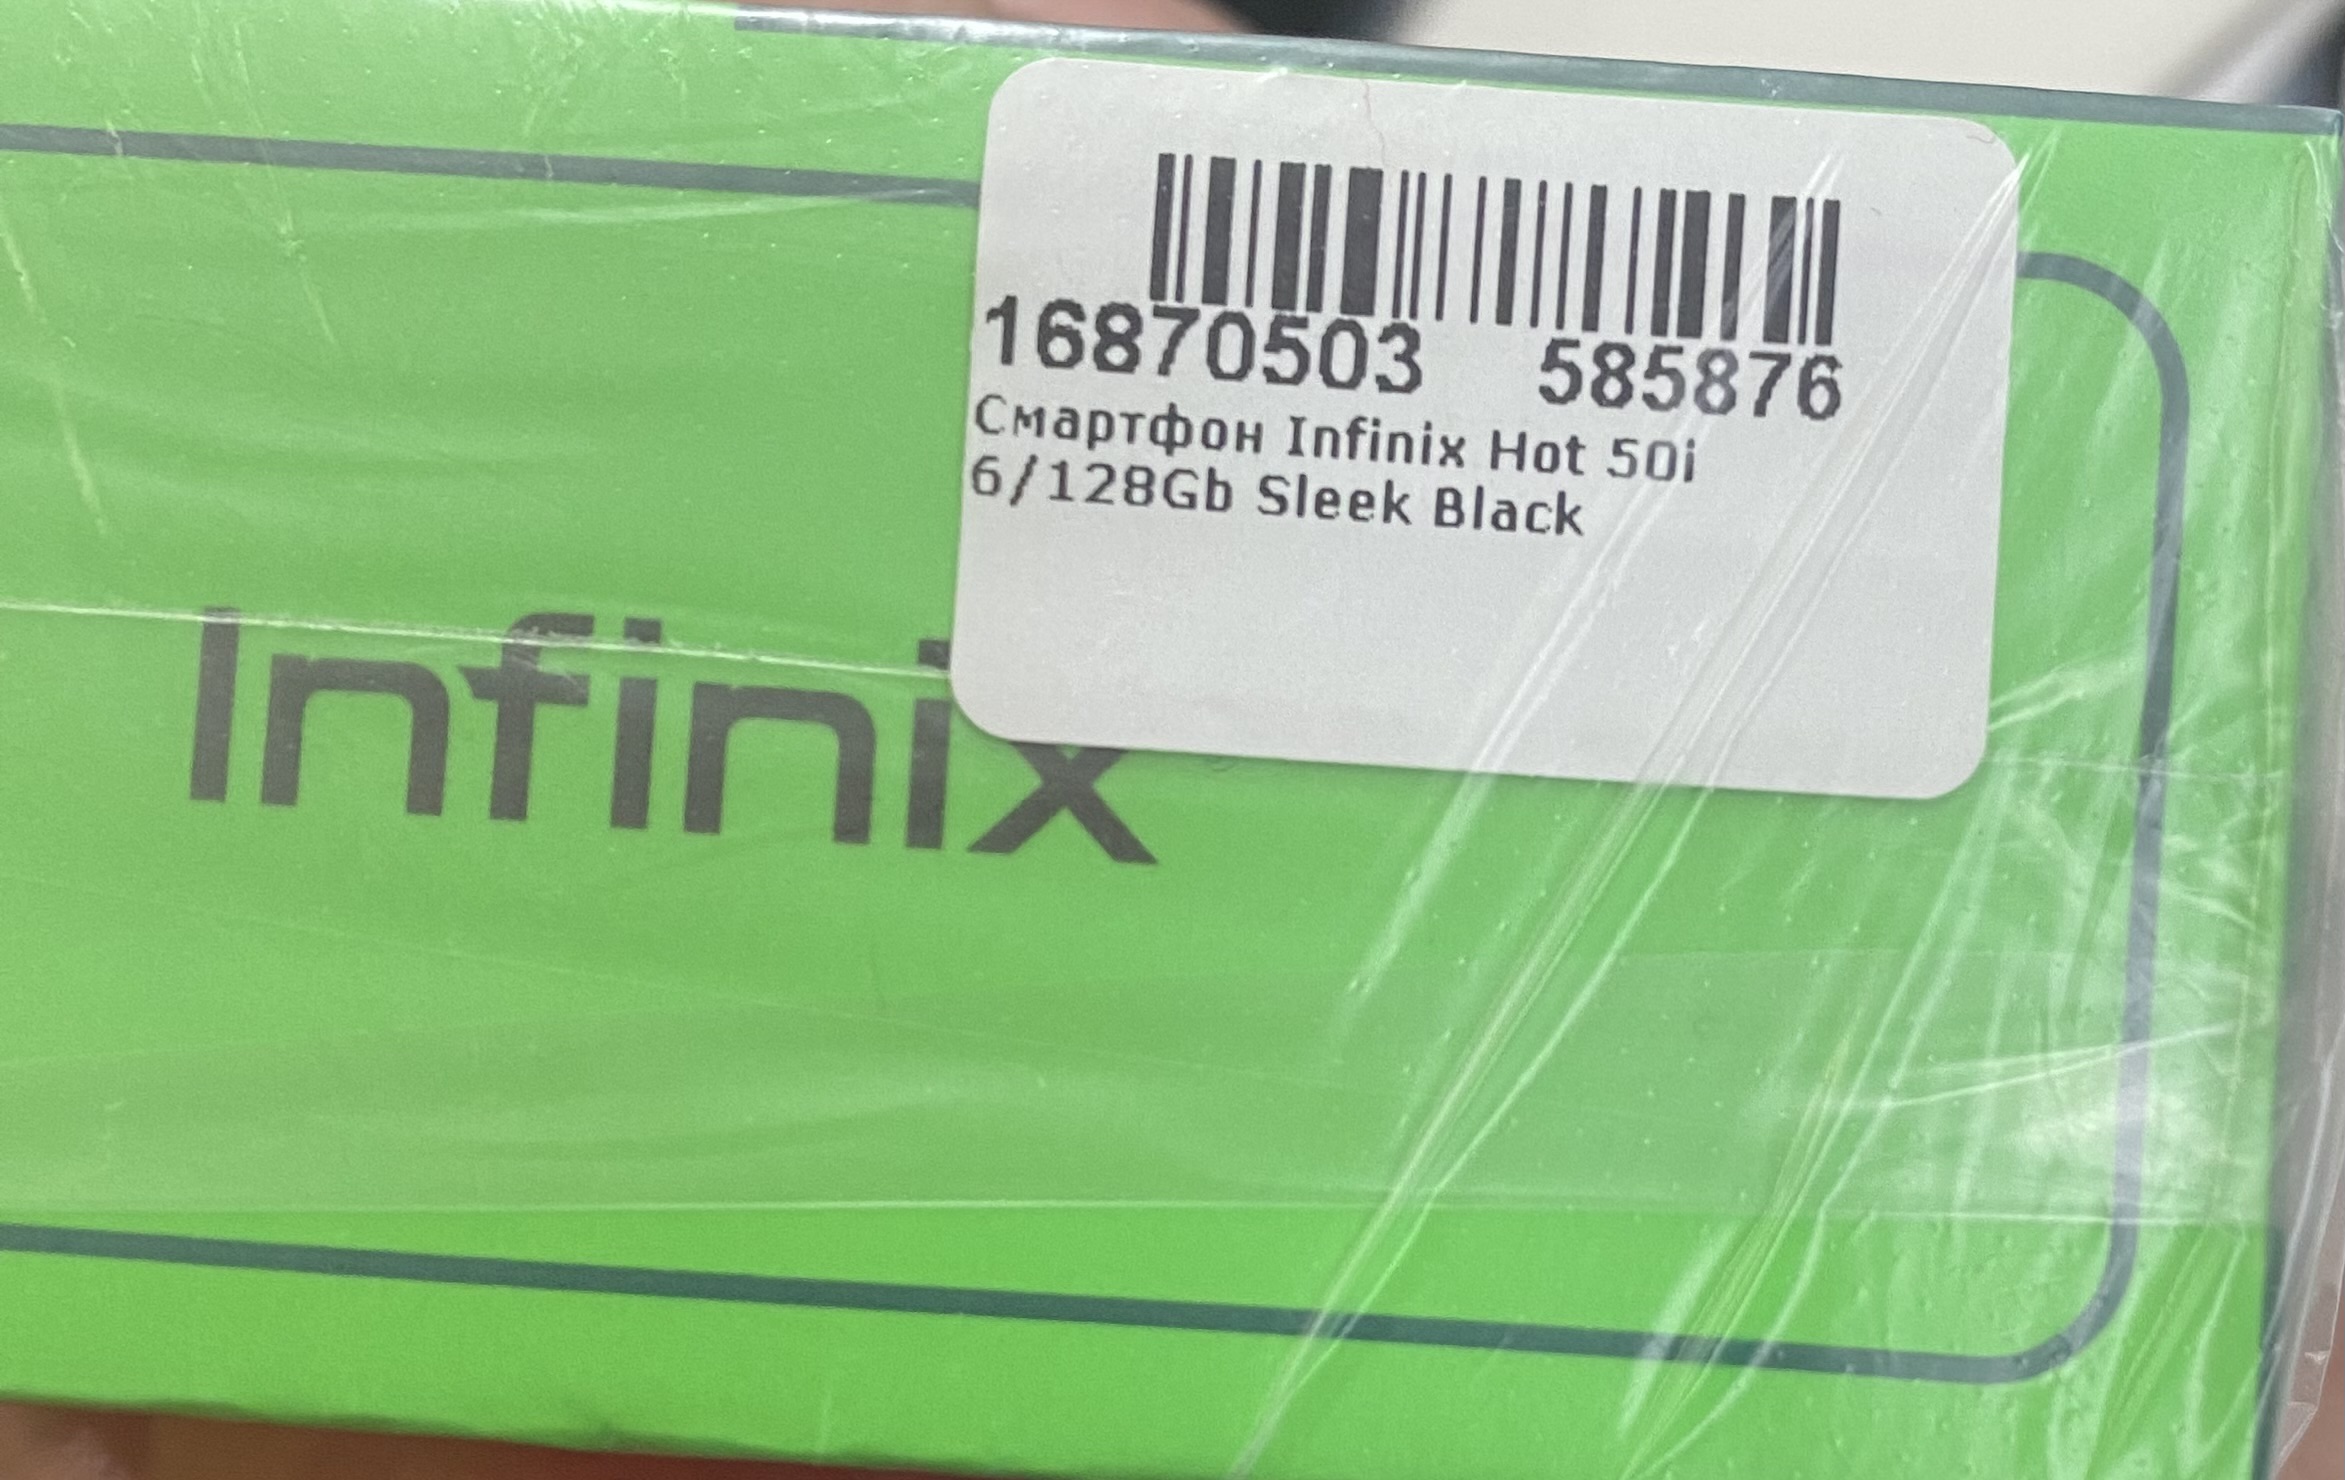 16870503 585876
Смартфон Infinix Hot 50i
6/128Gb Sleek Black
Infinix